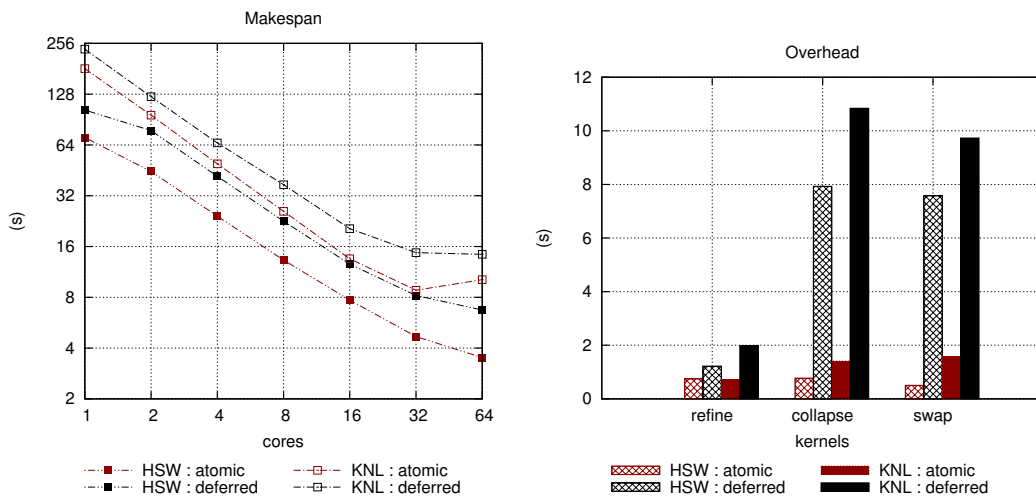 Makespan
256
128
64
32
16
8
4
2
(s)
1 2 4 8 16 32 64
cores
HSW : atomic
HSW : deferred
KNL : atomic
KNL : deferred
Overhead
12
10
8
6
4
2
0
(s)
refine collapse swap
kernels
HSW : atomic
HSW : deferred
KNL : atomic
KNL : deferred